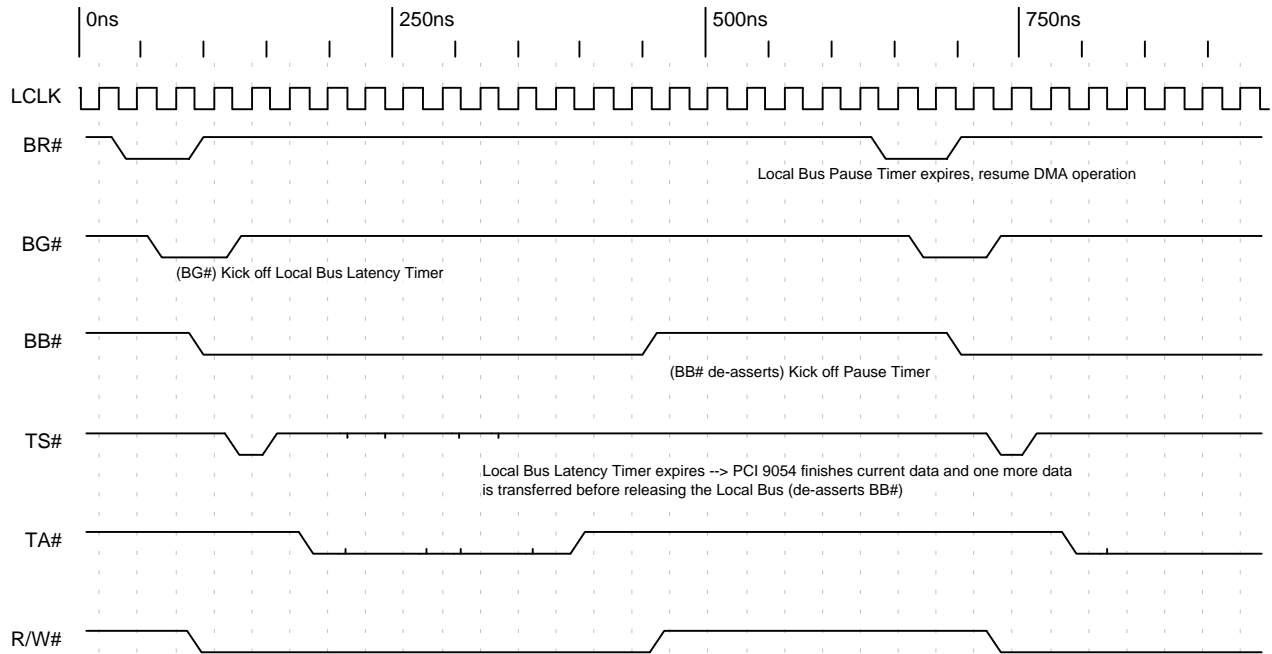 0ns 250ns 500ns 750ns
LCLK
BR#
Local Bus Pause Timer expires, resume DMA operation
BG#
(BG#) Kick off Local Bus Latency Timer
BB#
(BB# de-asserts) Kick off Pause Timer
TS#
Local Bus Latency Timer expires --> PCI 9054 finishes current data and one more data
is transferred before releasing the Local Bus (de-asserts BB#)
TA#
R/W#